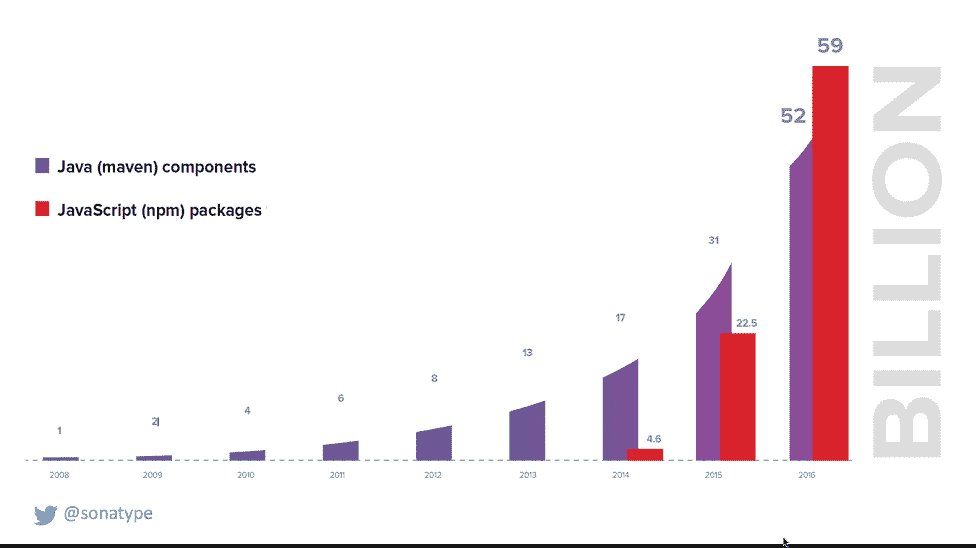 59
52
BILLION
Java (maven) components
JavaScript (npm) packages
31
22.5
17
13
8
6
4
2
1
4.6
2008 2009 2010 2011 2012 2013 2014 2015 2016
@sonatype